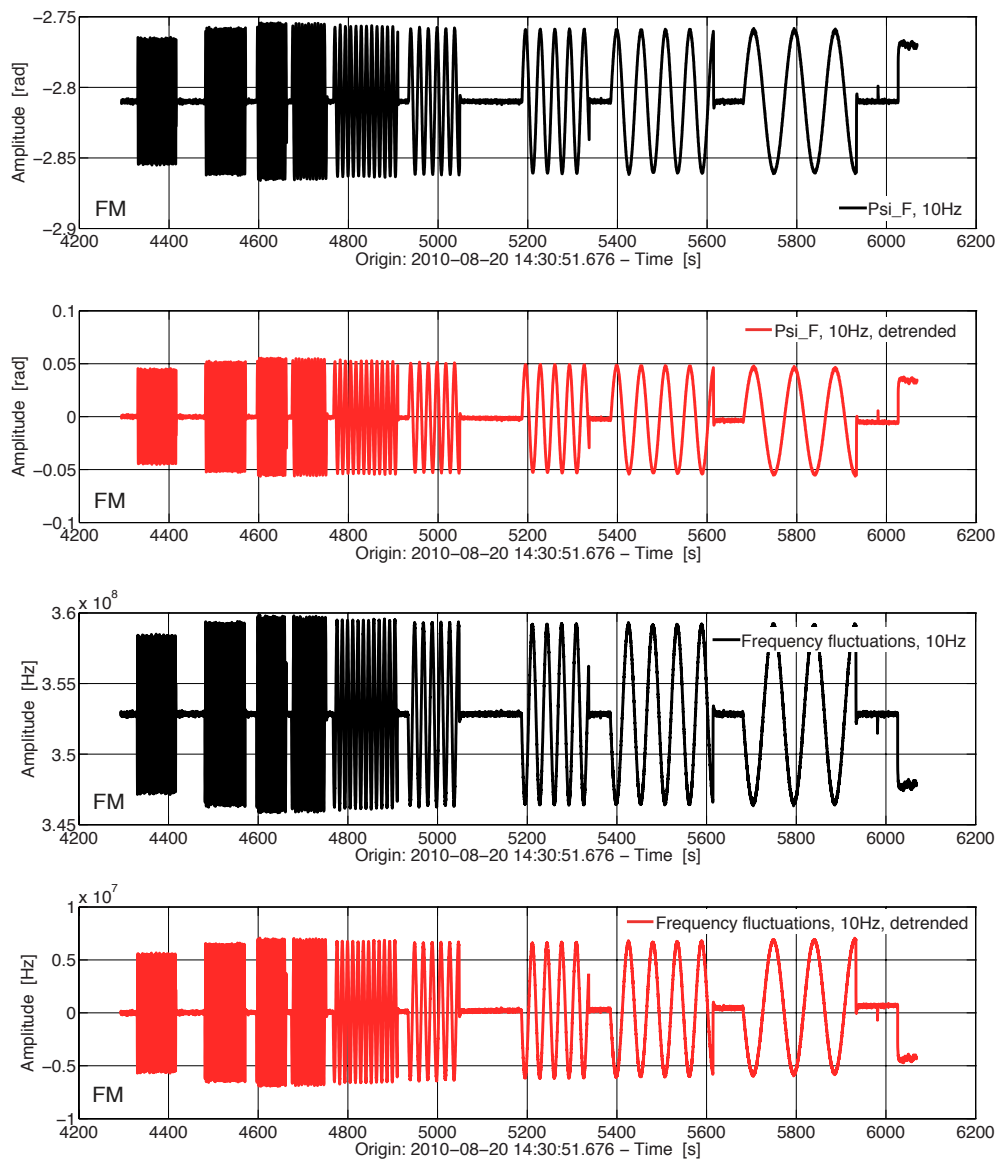 −2.75
−2.8
−2.85
−2.9
Amplitude [rad]
FM
Psi_F, 10Hz
4200 4400 4600 4800 5000 5200 5400 5600 5800 6000 6200
Origin: 2010−08−20 14:30:51.676 − Time [s]
0.1
0.05
0
−0.05
−0.1
Amplitude [rad]
Psi_F, 10Hz, detrended
FM
4200 4400 4600 4800 5000 5200 5400 5600 5800 6000 6200
Origin: 2010−08−20 14:30:51.676 − Time [s]
x 10^8
3.6
3.55
3.5
3.45
Amplitude [Hz]
Frequency fluctuations, 10Hz
FM
4200 4400 4600 4800 5000 5200 5400 5600 5800 6000 6200
Origin: 2010−08−20 14:30:51.676 − Time [s]
x 10^7
1
0.5
0
−0.5
−1
Amplitude [Hz]
Frequency fluctuations, 10Hz, detrended
FM
4200 4400 4600 4800 5000 5200 5400 5600 5800 6000 6200
Origin: 2010−08−20 14:30:51.676 − Time [s]